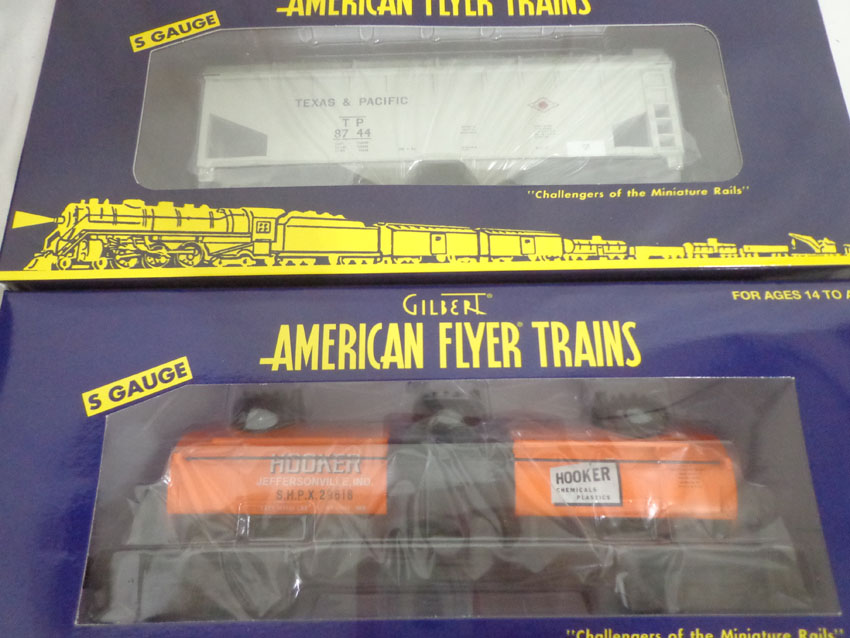 AMERICAN FLYER TRAINS
S GAUGE
TEXAS & PACIFIC
T P
8744
"Challengers of the Miniature Rails"
GILBERT®
FOR AGES 14 TO A
AMERICAN FLYER® TRAINS
S GAUGE
HOOKER
JEFFERSONVILLE, IND.
S.H.P.X. 29618
HOOKER
CHEMICALS
PLASTICS
"Challengers of the Miniature Rails"